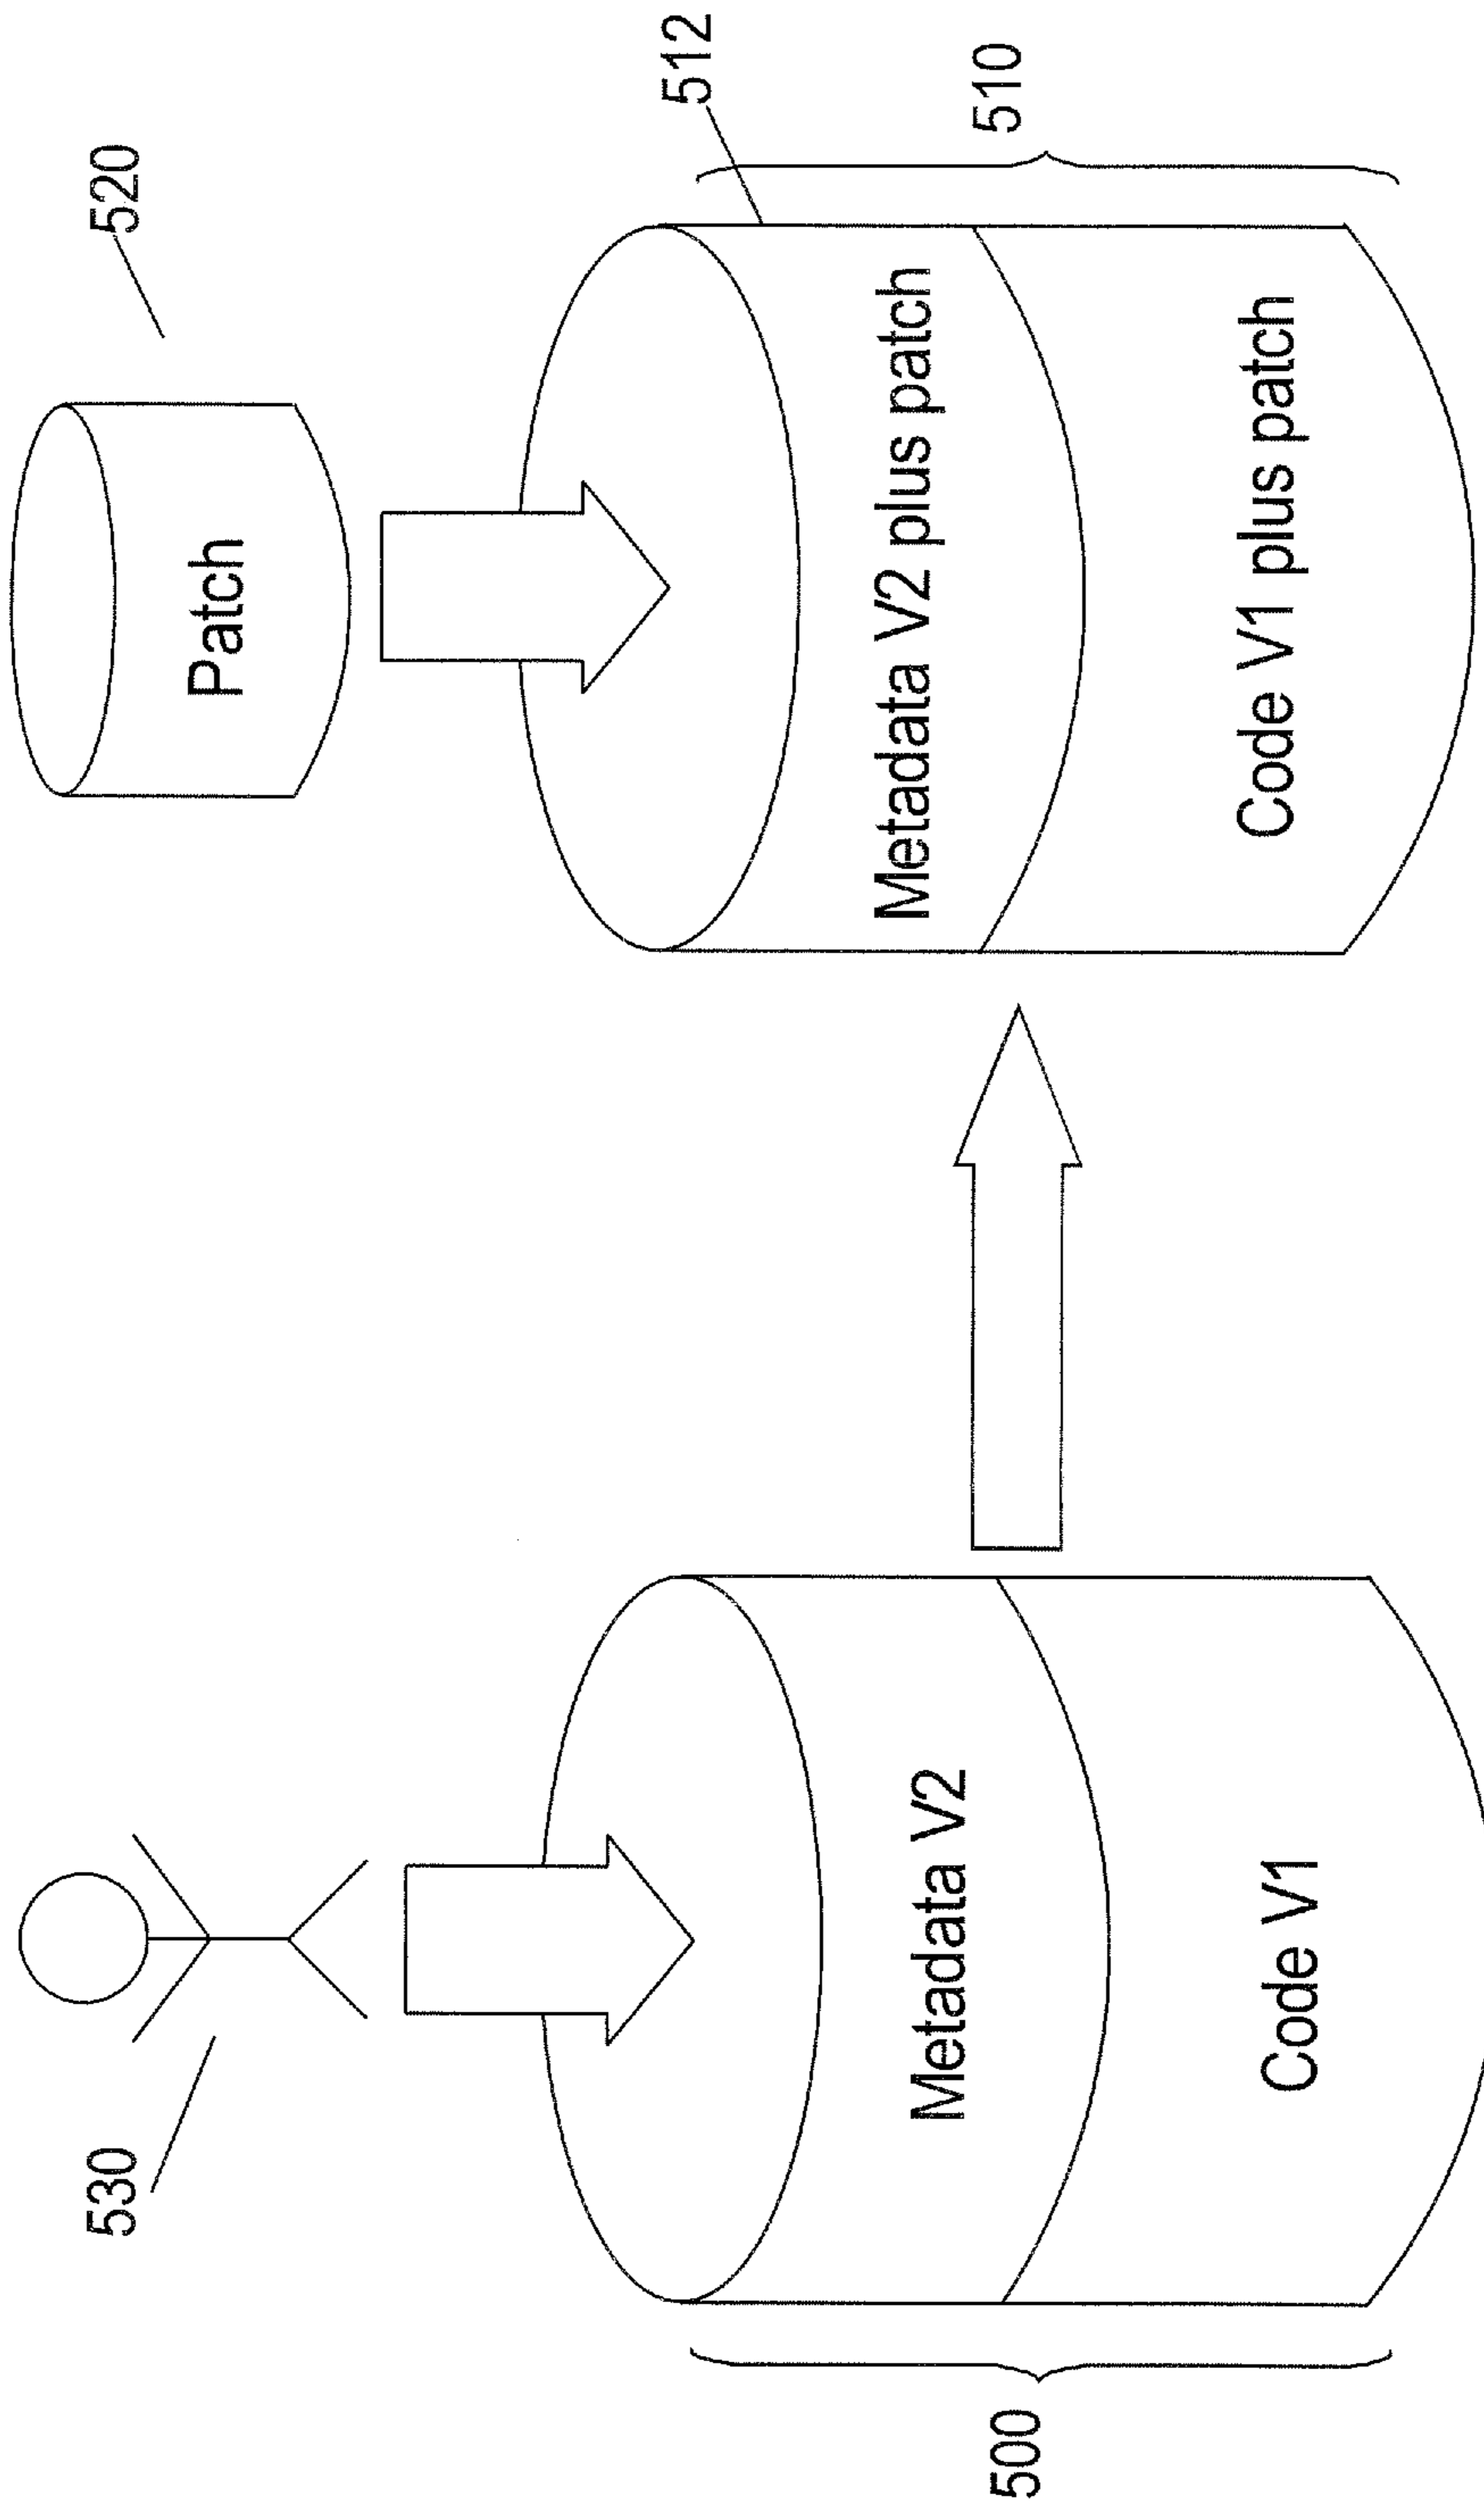 530
520
Patch
512
500
Metadata V2
Code V1
Metadata V2 plus patch
Code V1 plus patch
510